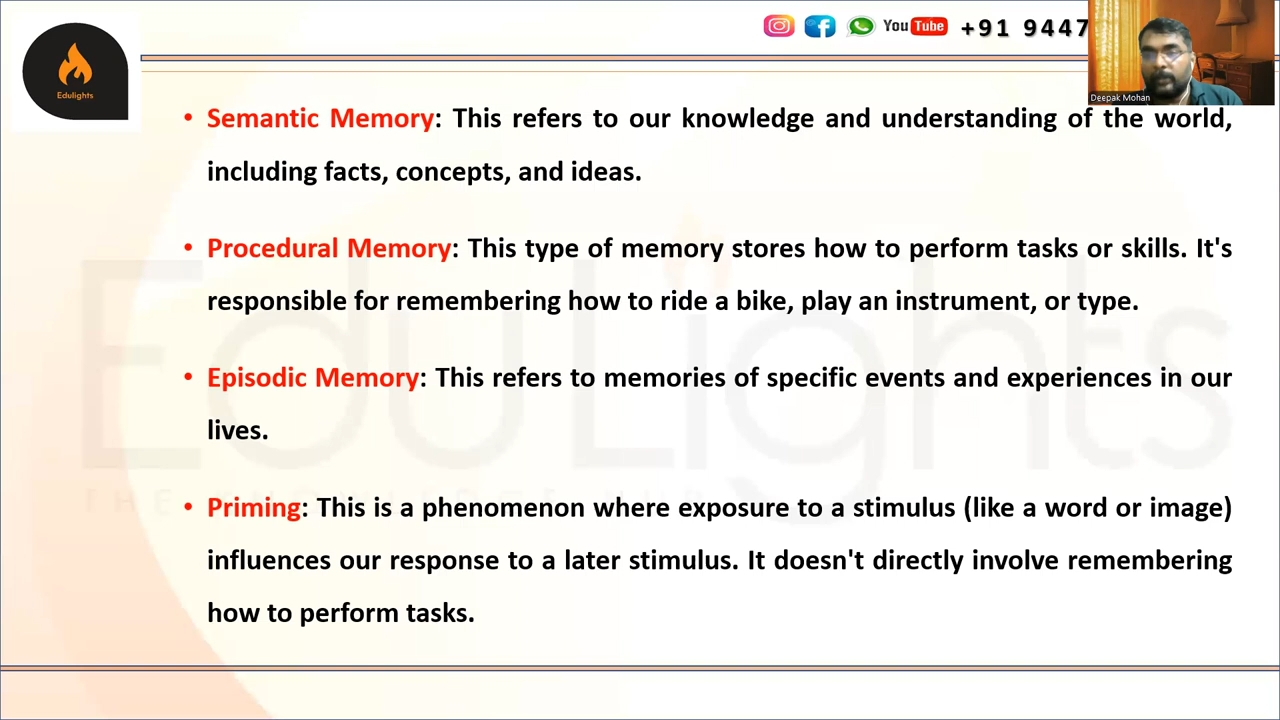 Edulights
You Tube +91 9447
Deepak Mohan
• Semantic Memory: This refers to our knowledge and understanding of the world,
including facts, concepts, and ideas.
• Procedural Memory: This type of memory stores how to perform tasks or skills. It's
responsible for remembering how to ride a bike, play an instrument, or type.
• Episodic Memory: This refers to memories of specific events and experiences in our
lives.
• Priming: This is a phenomenon where exposure to a stimulus (like a word or image)
influences our response to a later stimulus. It doesn't directly involve remembering
how to perform tasks.
EduLights